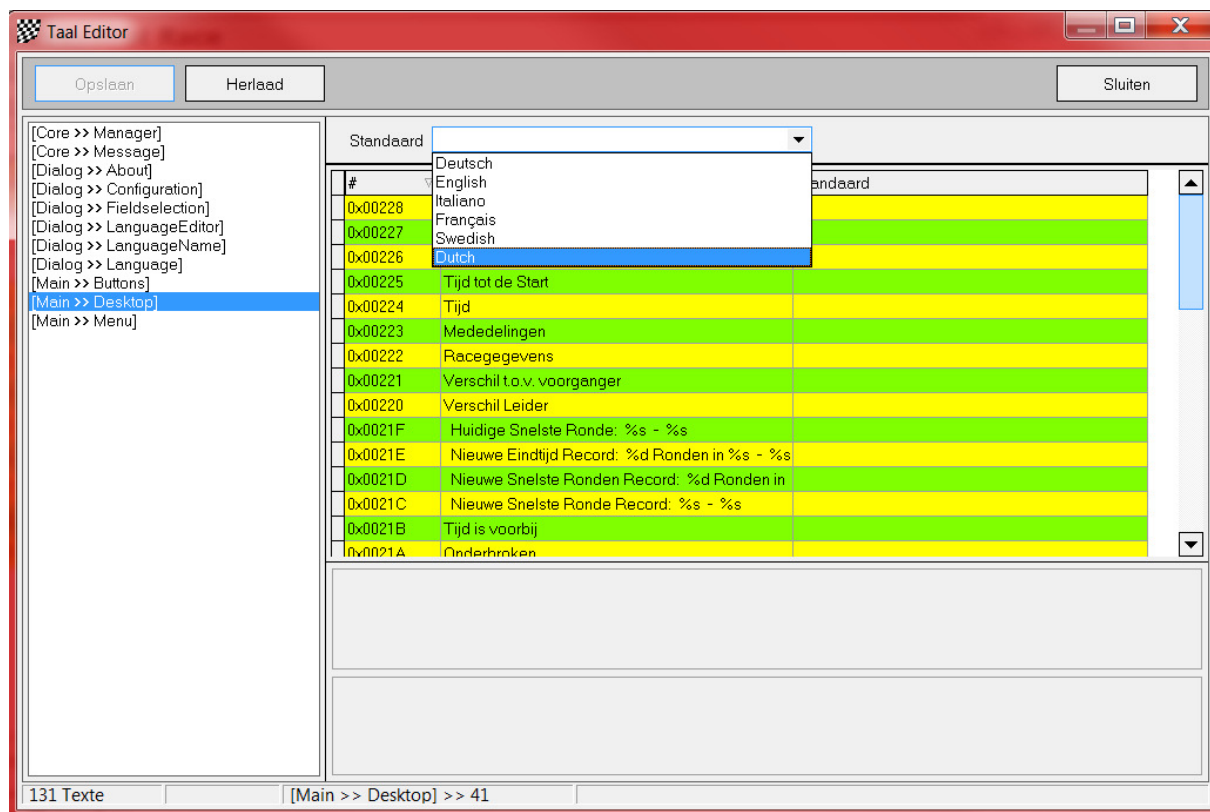 Taal Editor
Opslaan
Herlaad
Sluiten
[Core >> Manager]
[Core >> Message]
[Dialog >> About]
[Dialog >> Configuration]
[Dialog >> Fieldselection]
[Dialog >> LanguageEditor]
[Dialog >> LanguageName]
[Dialog >> Language]
[Main >> Buttons]
[Main >> Desktop]
[Main >> Menu]
Standaard
Deutsch
English
Italiano
Français
Swedish
Dutch
# andaard
0x00228
0x00227
0x00226
0x00225 Tijd tot de Start
0x00224 Tijd
0x00223 Mededelingen
0x00222 Racegegevens
0x00221 Verschil t.o.v. voorganger
0x00220 Verschil Leider
0x0021F Huidige Snelste Ronde: %s - %s
0x0021E Nieuwe Eindtijd Record: %d Ronden in %s - %s
0x0021D Nieuwe Snelste Ronden Record: %d Ronden in
0x0021C Nieuwe Snelste Ronde Record: %s - %s
0x0021B Tijd is voorbij
0x0021A Onderbroken
131 Texte [Main >> Desktop] >> 41